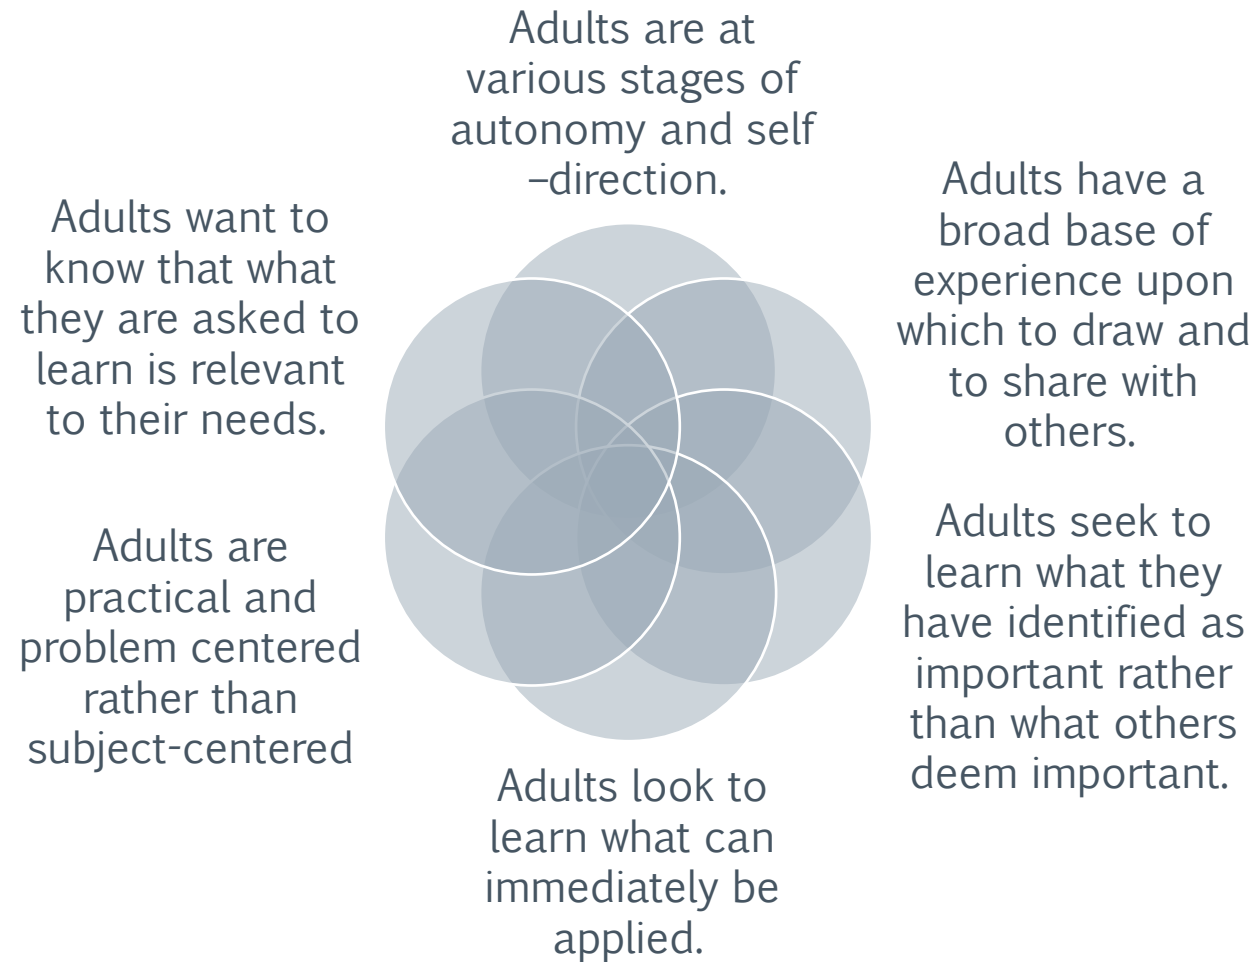 Adults are at
various stages of
autonomy and self
–direction.
Adults have a
broad base of
experience upon
which to draw and
to share with
others.
Adults seek to
learn what they
have identified as
important rather
than what others
deem important.
Adults look to
learn what can
immediately be
applied.
Adults are
practical and
problem centered
rather than
subject-centered
Adults want to
know that what
they are asked to
learn is relevant
to their needs.